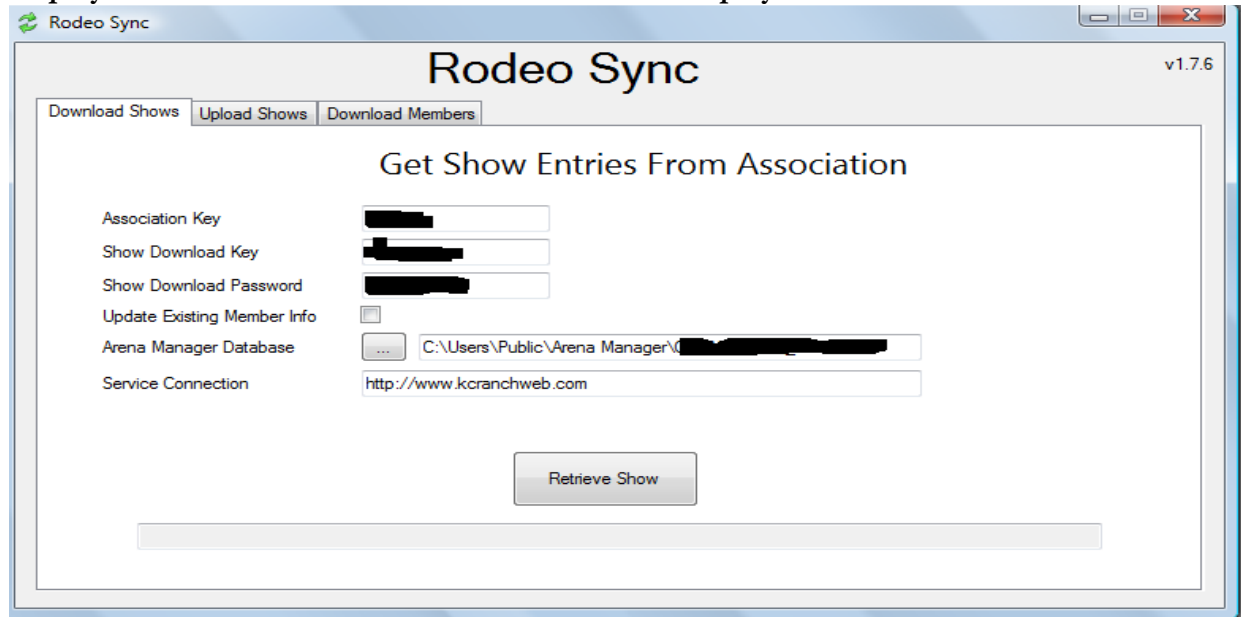 Rodeo Sync
Rodeo Sync
v1.7.6
Download Shows Upload Shows Download Members
Get Show Entries From Association
Association Key
Show Download Key
Show Download Password
Update Existing Member Info
Arena Manager Database ... C:\Users\Public\Arena Manager\
Service Connection http://www.kcranchweb.com
Retrieve Show